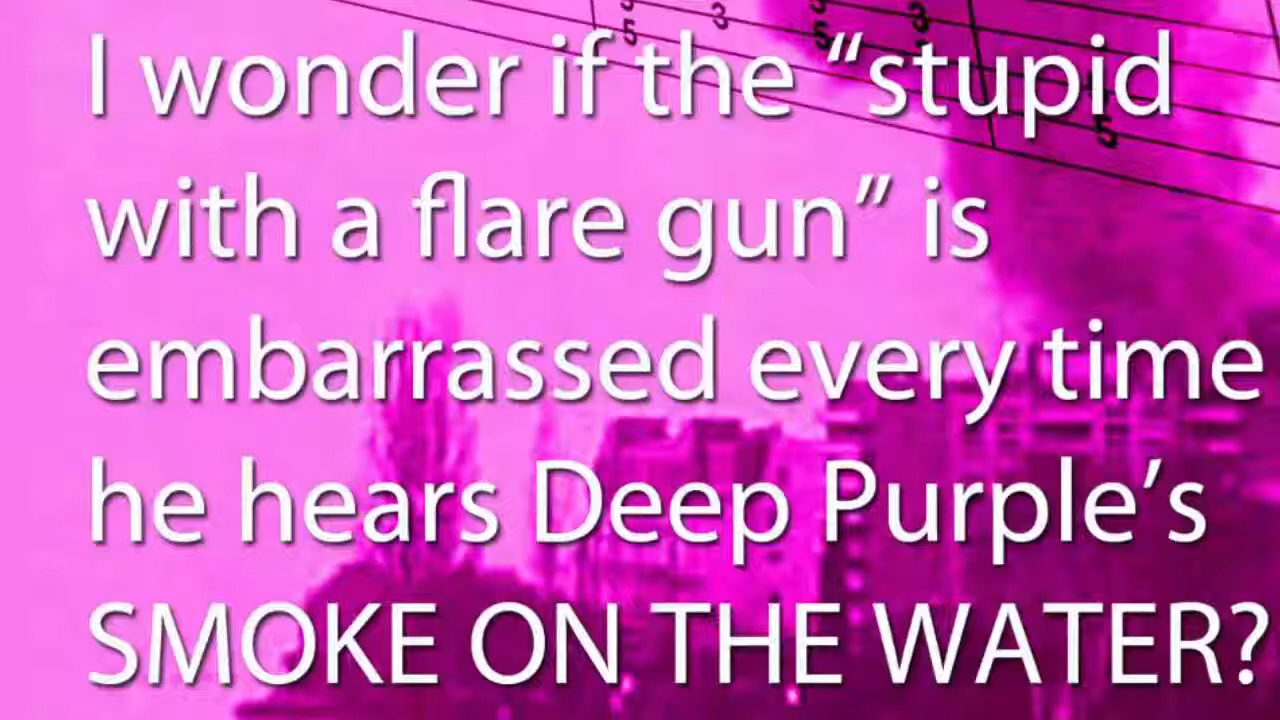 I wonder if the “stupid
with a flare gun” is
embarrassed every time
he hears Deep Purple’s
SMOKE ON THE WATER?